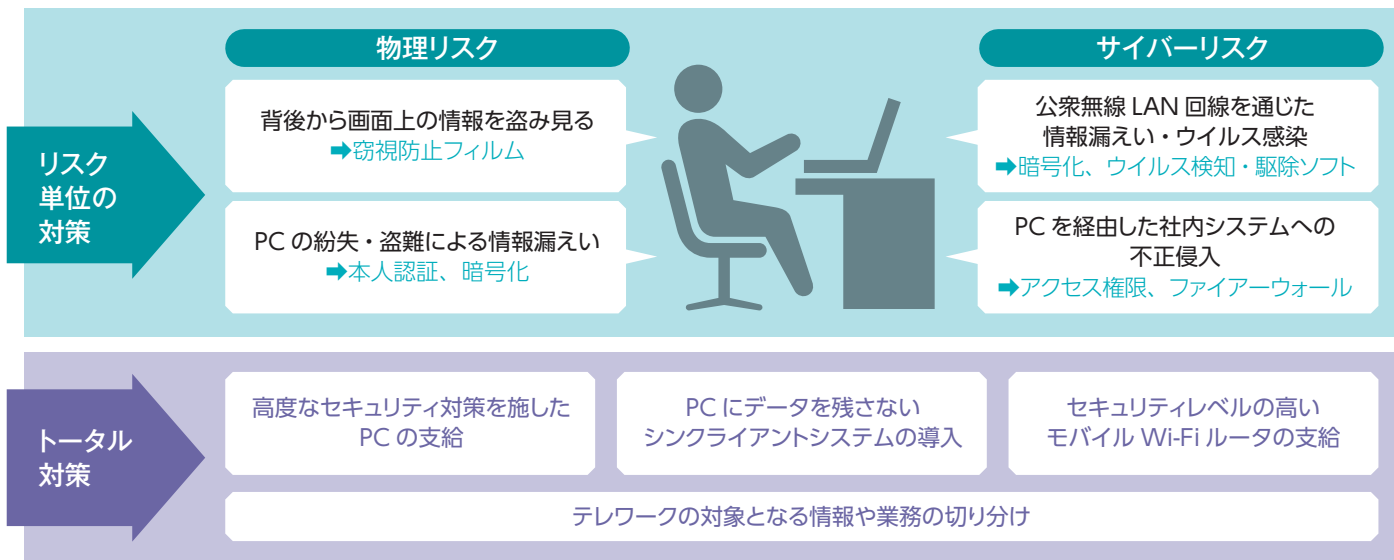 リスク
単位の
対策
物理リスク
背後から画面上の情報を盗み見る
➡窃視防止フィルム
PC の紛失・盗難による情報漏えい
➡本人認証、暗号化
サイバーリスク
公衆無線 LAN 回線を通じた
情報漏えい・ウイルス感染
➡暗号化、ウイルス検知・駆除ソフト
PC を経由した社内システムへの
不正侵入
➡アクセス権限、ファイアーウォール
トータル
対策
高度なセキュリティ対策を施した
PC の支給
PC にデータを残さない
シンクライアントシステムの導入
セキュリティレベルの高い
モバイル Wi-Fi ルータの支給
テレワークの対象となる情報や業務の切り分け